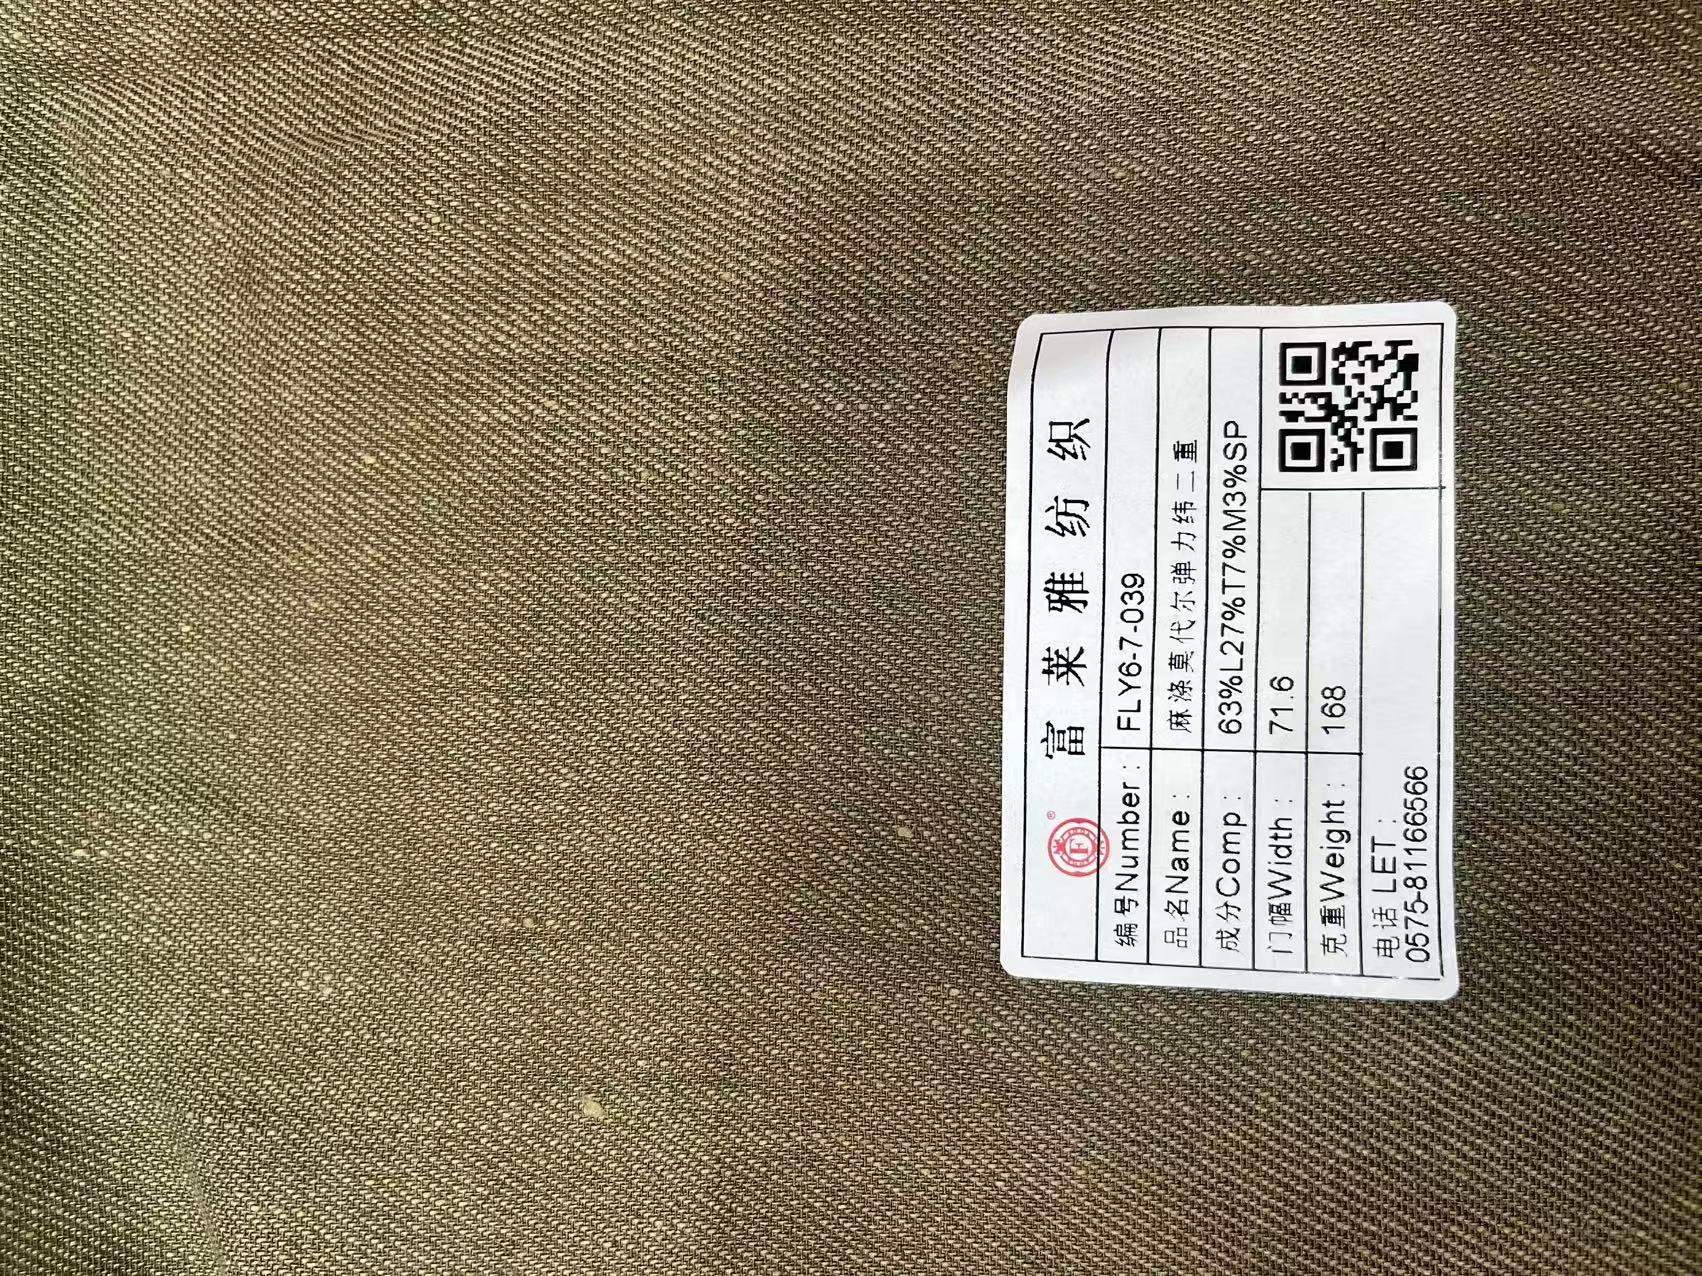 富莱雅纺织
编号Number: FLY6-7-039
品名Name: 麻涤莫代尔弹力纬二重
成分Comp: 63%L27%T7%M3%SP
门幅Width: 71.6
克重Weight: 168
电话 LET:
0575-81166566